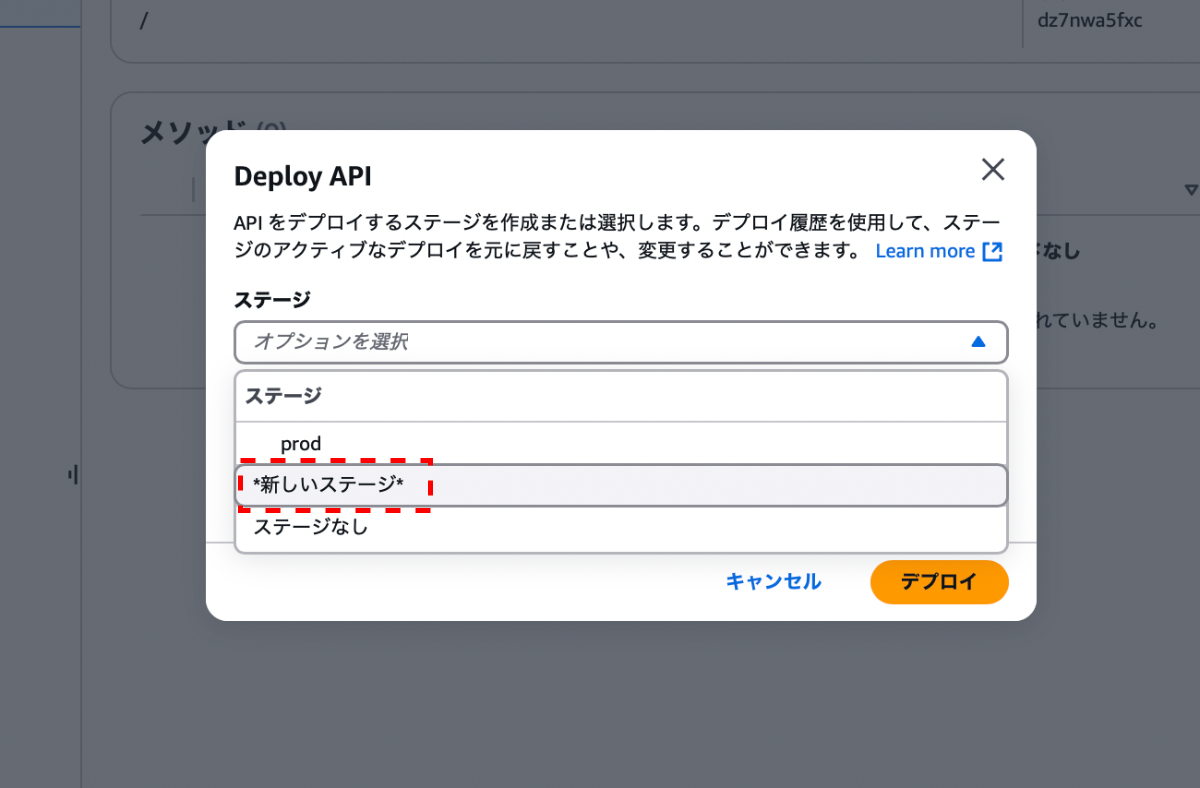 /
dz7nwa5fxc
メソッド (0)
Deploy API
API をデプロイするステージを作成または選択します。デプロイ履歴を使用して、ステー
ジのアクティブなデプロイを元に戻すことや、変更することができます。 Learn more
なし
ステージ
れていません。
オプションを選択
ステージ
prod
*新しいステージ*
ステージなし
キャンセル
デプロイ